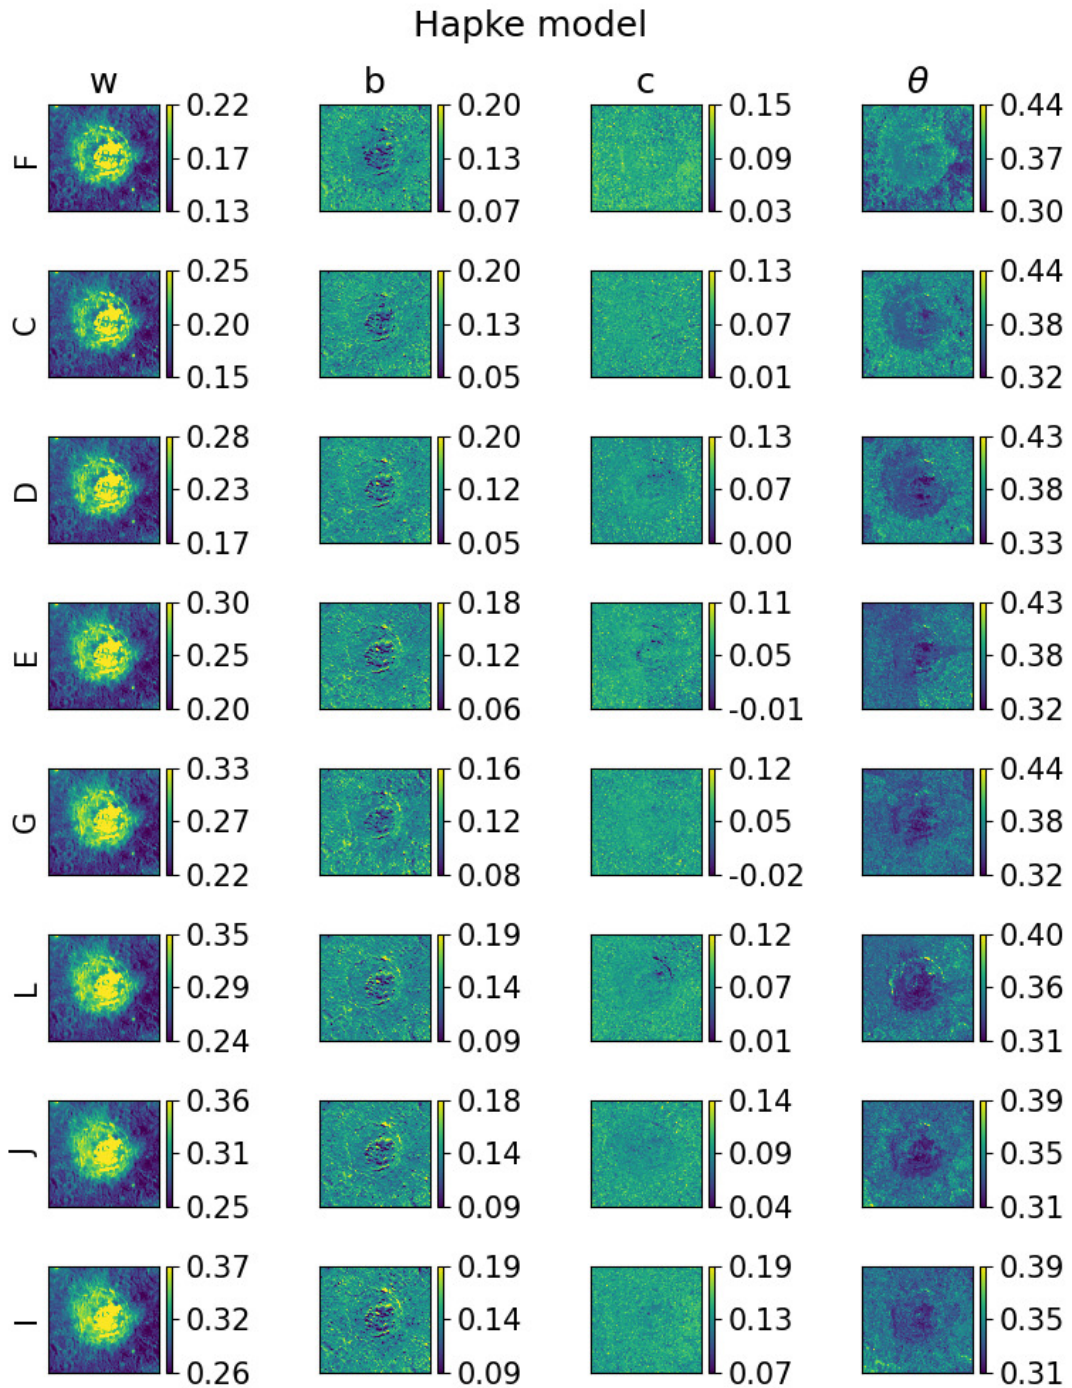 Hapke model
w b c θ
F 0.22 0.17 0.13 0.20 0.13 0.07 0.15 0.09 0.03 0.44 0.37 0.30
C 0.25 0.20 0.15 0.20 0.13 0.05 0.13 0.07 0.01 0.44 0.38 0.32
D 0.28 0.23 0.17 0.20 0.12 0.05 0.13 0.07 0.00 0.43 0.38 0.33
E 0.30 0.25 0.20 0.18 0.12 0.06 0.11 0.05 -0.01 0.43 0.38 0.32
G 0.33 0.27 0.22 0.16 0.12 0.08 0.12 0.05 -0.02 0.44 0.38 0.32
L 0.35 0.29 0.24 0.19 0.14 0.09 0.12 0.07 0.01 0.40 0.36 0.31
J 0.36 0.31 0.25 0.18 0.14 0.09 0.14 0.09 0.04 0.39 0.35 0.31
I 0.37 0.32 0.26 0.19 0.14 0.09 0.19 0.13 0.07 0.39 0.35 0.31